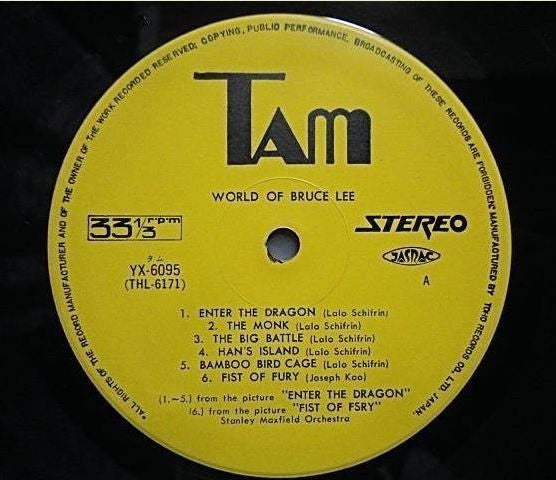 *ALL RIGHTS OF THE RECORD MANUFACTURER AND OF THE OWNER OF THE WORK RECORDED RESERVED; COPYING, PUBLIC PERFORMANCE, BROADCASTING OF THESE RECORDS ARE FORBIDDEN* MANUFACTURED BY TOHO RECORDS CO., LTD. JAPAN.
TAM
WORLD OF BRUCE LEE
33 1/3 r·p·m
STEREO
タム
YX-6095
(THL-6171)
JASRAC
A
1. ENTER THE DRAGON (Lalo Schifrin)
2. THE MONK (Lalo Schifrin)
3. THE BIG BATTLE (Lalo Schifrin)
4. HAN'S ISLAND (Lalo Schifrin)
5. BAMBOO BIRD CAGE (Lalo Schifrin)
6. FIST OF FURY (Joseph Koo)
(1.~5.) from the picture "ENTER THE DRAGON"
(6.) from the picture "FIST OF FSRY"
Stanley Maxfield Orchestra